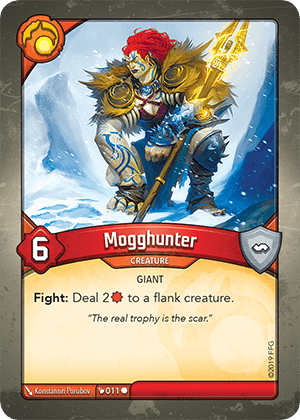 6
Mogghunter
CREATURE
GIANT
Fight: Deal 2 to a flank creature.
"The real trophy is the scar."
Konstantin Porubov
011
©2019 FFG